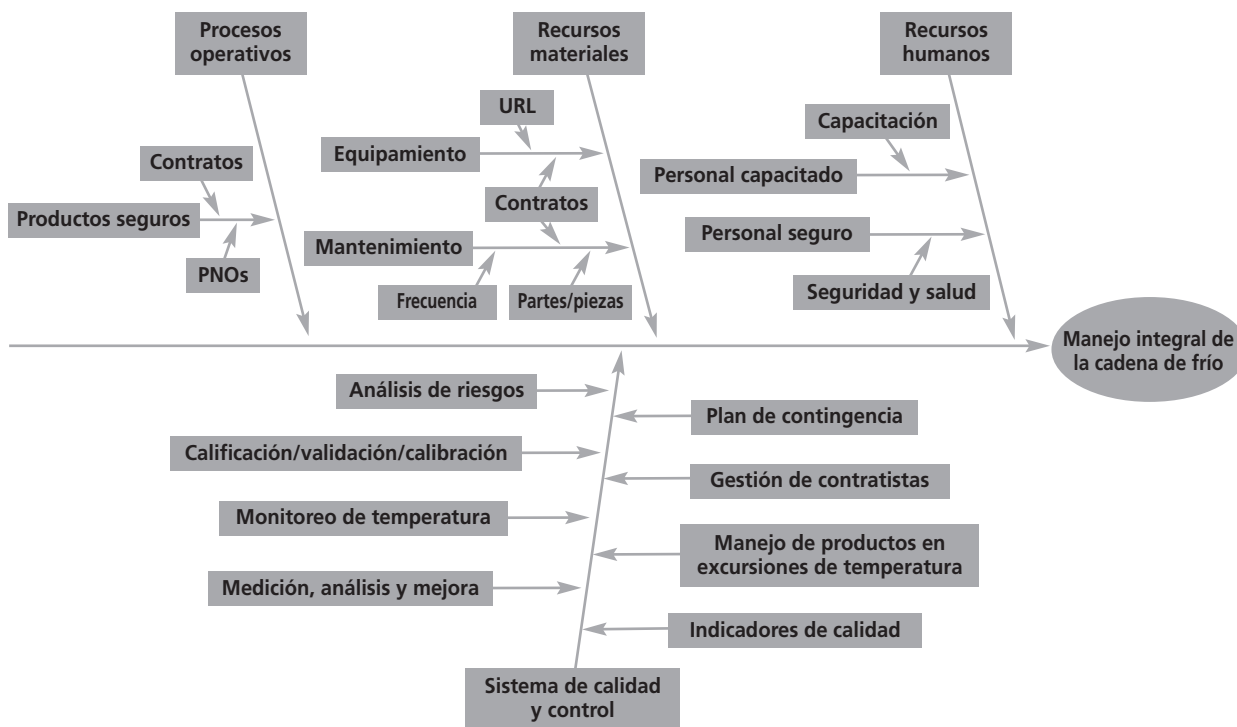 Procesos
operativos
Recursos
materiales
Recursos
humanos
URL
Capacitación
Equipamiento
Contratos
Personal capacitado
Contratos
Productos seguros
Personal seguro
Mantenimiento
PNOs
Frecuencia
Partes/piezas
Seguridad y salud
Manejo integral de
la cadena de frío
Análisis de riesgos
Plan de contingencia
Calificación/validación/calibración
Gestión de contratistas
Monitoreo de temperatura
Manejo de productos en
excursiones de temperatura
Medición, análisis y mejora
Indicadores de calidad
Sistema de calidad
y control